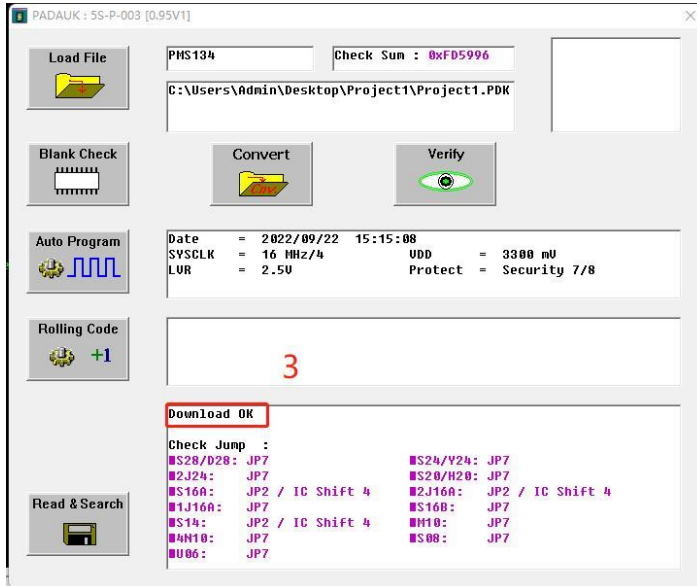 PADAUK : 5S-P-003 [0.95V1]
Load File
PMS134
Check Sum : 0xFD5996
C:\Users\Admin\Desktop\Project1\Project1.PDK
Blank Check
Convert
Cnv.
Verify
Auto Program
Date = 2022/09/22 15:15:08
SYSCLK = 16 MHz/4 VDD = 3300 mV
LVR = 2.5V Protect = Security 7/8
Rolling Code
+1
3
Download OK
Check Jump :
S28/D28: JP7 S24/Y24: JP7
2J24: JP7 S20/H20: JP7
S16A: JP2 / IC Shift 4 2J16A: JP2 / IC Shift 4
1J16A: JP7 S16B: JP7
S14: JP2 / IC Shift 4 M10: JP7
4N10: JP7 S08: JP7
U06: JP7
Read & Search